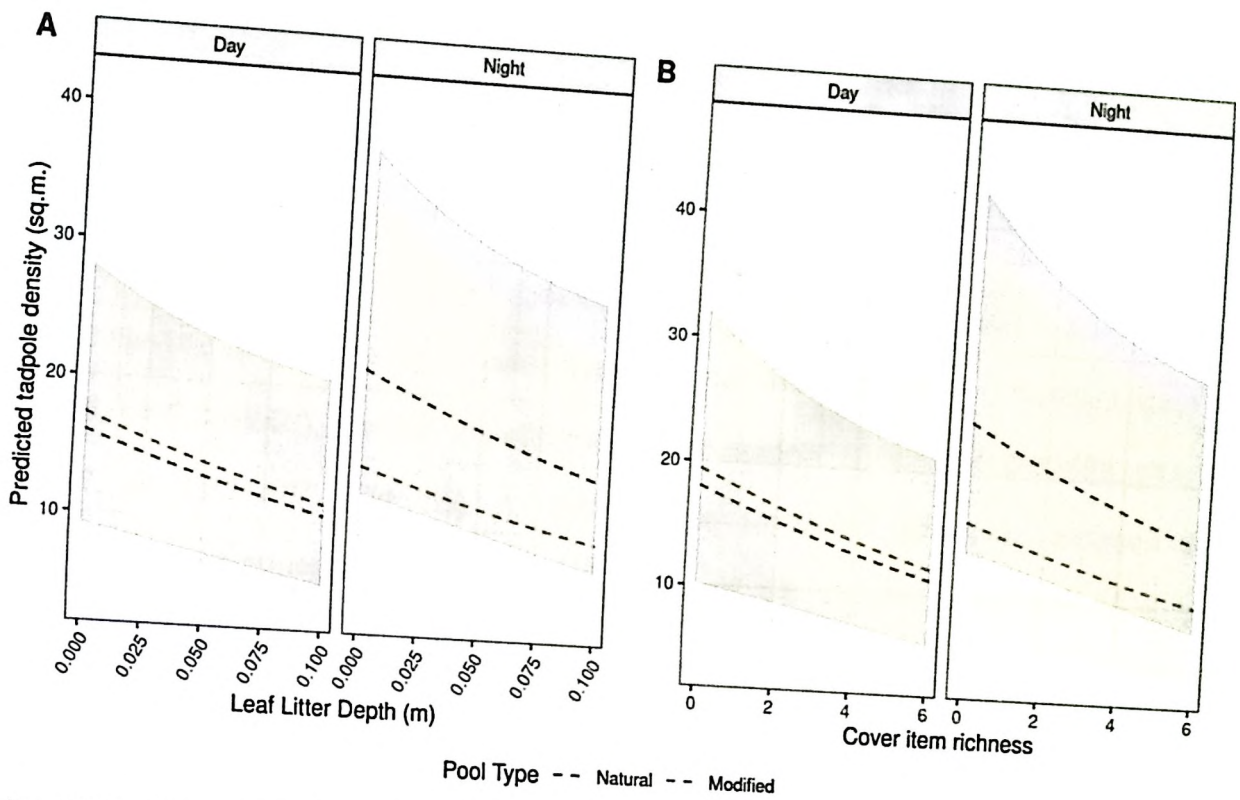 A
Day
Night
Predicted tadpole density (sq.m.)
40
30
20
10
0.000
0.025
0.050
0.075
0.100
0.000
0.025
0.050
0.075
0.100
Leaf Litter Depth (m)
B
Day
Night
40
30
20
10
0
2
4
6
0
2
4
6
Cover item richness
Pool Type -- Natural -- Modified